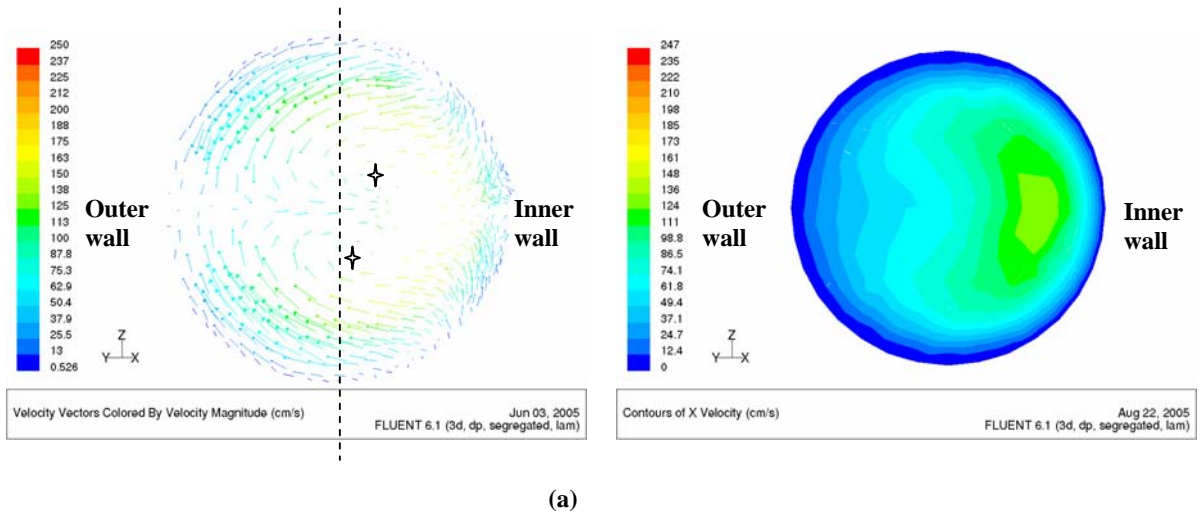 250
237
225
212
200
188
175
163
150
138
125
113
100
87.8
75.3
62.9
50.4
37.9
25.5
13
0.526
Outer
wall
Inner
wall
Z
Y X
Velocity Vectors Colored By Velocity Magnitude (cm/s)
Jun 03, 2005
FLUENT 6.1 (3d, dp, segregated, lam)
247
235
222
210
198
185
173
161
148
136
124
111
98.8
86.5
74.1
61.8
49.4
37.1
24.7
12.4
0
Outer
wall
Inner
wall
Z
Y X
Contours of X Velocity (cm/s)
Aug 22, 2005
FLUENT 6.1 (3d, dp, segregated, lam)
(a)